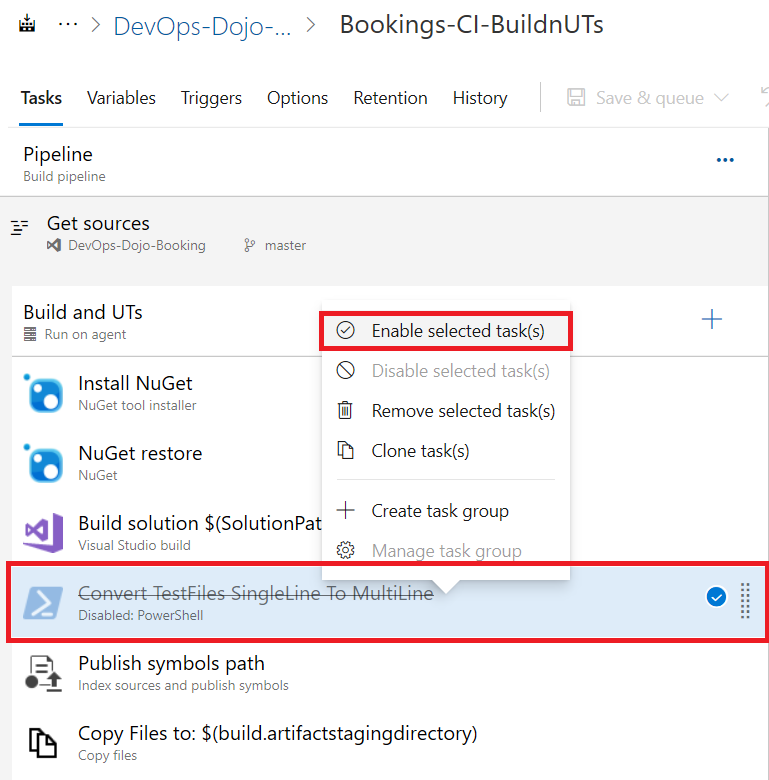 ... > DevOps-Dojo-... > Bookings-CI-BuildnUTs
Tasks Variables Triggers Options Retention History Save & queue
Pipeline
Build pipeline
Get sources
DevOps-Dojo-Booking master
Build and UTs
Run on agent
Enable selected task(s)
Disable selected task(s)
Remove selected task(s)
Clone task(s)
Create task group
Manage task group
Install NuGet
NuGet tool installer
NuGet restore
NuGet
Build solution $(SolutionPat
Visual Studio build
Convert TestFiles SingleLine To MultiLine
Disabled: PowerShell
Publish symbols path
Index sources and publish symbols
Copy Files to: $(build.artifactstagingdirectory)
Copy files